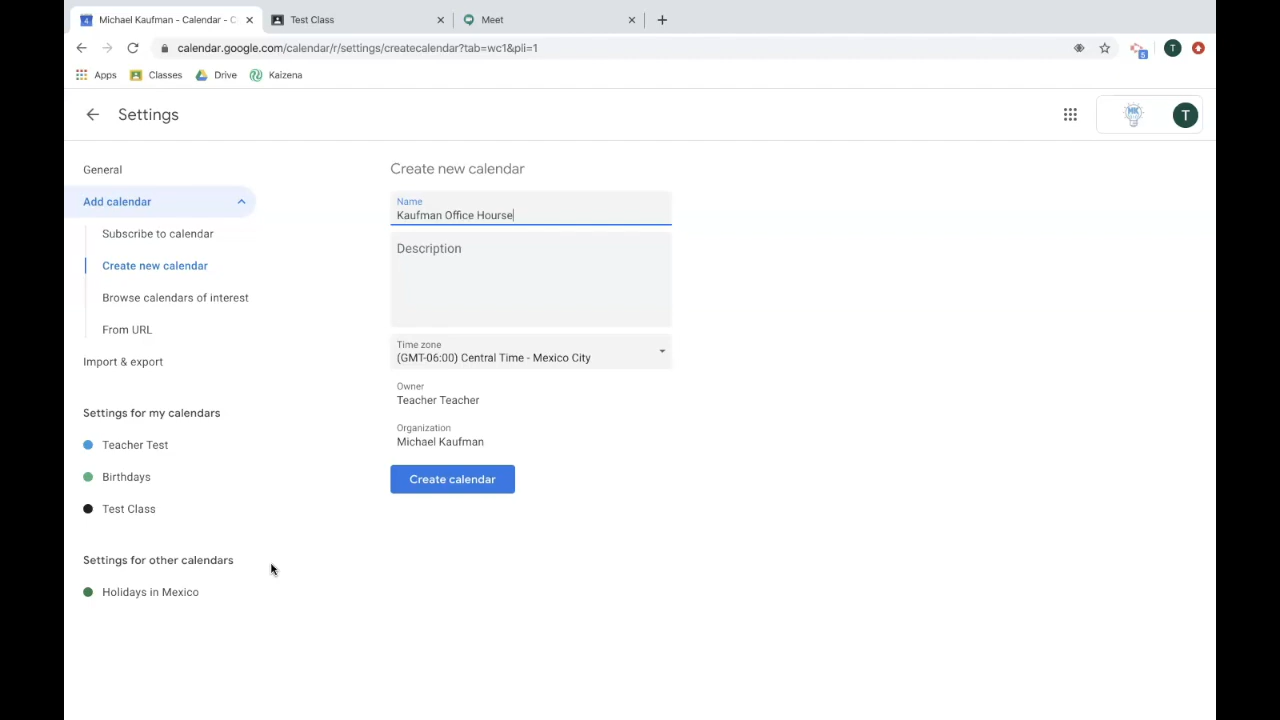 Michael Kaufman - Calendar - C
Test Class
Meet
calendar.google.com/calendar/r/settings/createcalendar?tab=wc1&pli=1
5
T
Apps
Classes
Drive
Kaizena
Settings
MK
T
General
Add calendar
Subscribe to calendar
Create new calendar
Browse calendars of interest
From URL
Import & export
Settings for my calendars
Teacher Test
Birthdays
Test Class
Settings for other calendars
Holidays in Mexico
Create new calendar
Name
Kaufman Office Hourse
Description
Time zone
(GMT-06:00) Central Time - Mexico City
Owner
Teacher Teacher
Organization
Michael Kaufman
Create calendar